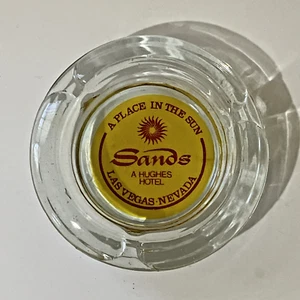 A PLACE IN THE SUN
Sands
A HUGHES
HOTEL
LAS VEGAS·NEVADA